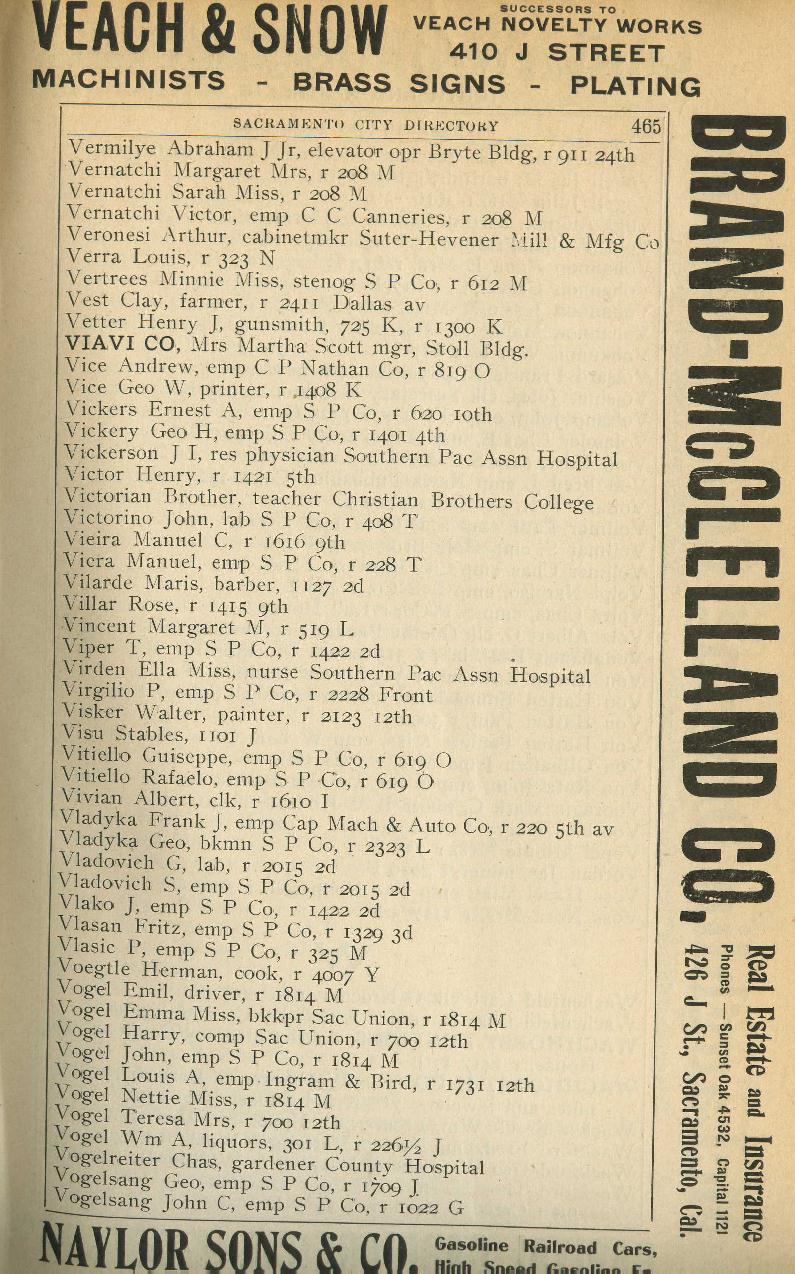 VEACH & SNOW
SUCCESSORS TO
VEACH NOVELTY WORKS
410 J STREET
MACHINISTS - BRASS SIGNS - PLATING
SACRAMENTO CITY DIRECTORY 465
Vermilye Abraham J Jr, elevator opr Bryte Bldg, r 911 24th
Vernatchi Margaret Mrs, r 208 M
Vernatchi Sarah Miss, r 208 M
Vernatchi Victor, emp C C Canneries, r 208 M
Veronesi Arthur, cabinetmkr Suter-Hevener Mill & Mfg Co
Verra Louis, r 323 N
Vertrees Minnie Miss, stenog S P Co, r 612 M
Vest Clay, farmer, r 2411 Dallas av
Vetter Henry J, gunsmith, 725 K, r 1300 K
VIAVI CO, Mrs Martha Scott mgr, Stoll Bldg.
Vice Andrew, emp C P Nathan Co, r 819 O
Vice Geo W, printer, r 1408 K
Vickers Ernest A, emp S P Co, r 620 10th
Vickery Geo H, emp S P Co, r 1401 4th
Vickerson J I, res physician Southern Pac Assn Hospital
Victor Henry, r 1421 5th
Victorian Brother, teacher Christian Brothers College
Victorino John, lab S P Co, r 408 T
Vieira Manuel C, r 1616 9th
Viera Manuel, emp S P Co, r 228 T
Vilarde Maris, barber, 1127 2d
Villar Rose, r 1415 9th
Vincent Margaret M, r 519 L
Viper T, emp S P Co, r 1422 2d
Virden Ella Miss, nurse Southern Pac Assn Hospital
Virgilio P, emp S P Co, r 2228 Front
Visker Walter, painter, r 2123 12th
Visu Stables, 1101 J
Vitiello Guiseppe, emp S P Co, r 619 O
Vitiello Rafaelo, emp S P Co, r 619 O
Vivian Albert, clk, r 1610 I
Vladyka Frank J, emp Cap Mach & Auto Co, r 220 5th av
Vladyka Geo, bkmn S P Co, r 2323 L
Vladovich G, lab, r 2015 2d
Vladovich S, emp S P Co, r 2015 2d
Vlako J, emp S P Co, r 1422 2d
Vlasan Fritz, emp S P Co, r 1329 3d
Vlasic P, emp S P Co, r 325 M
Voegtle Herman, cook, r 4007 Y
Vogel Emil, driver, r 1814 M
Vogel Emma Miss, bkkpr Sac Union, r 1814 M
Vogel Harry, comp Sac Union, r 700 12th
Vogel John, emp S P Co, r 1814 M
Vogel Louis A, emp Ingram & Bird, r 1731 12th
Vogel Nettie Miss, r 1814 M
Vogel Teresa Mrs, r 700 12th
Vogel Wm A, liquors, 301 L, r 226½ J
Vogelreiter Chas, gardener County Hospital
Vogelsang Geo, emp S P Co, r 1709 J
Vogelsang John C, emp S P Co, r 1022 G
BRAND-McCLELLAND CO,
Real Estate and Insurance
Phones — Sunset Oak 4532, Capital 1121
426 J St., Sacramento, Cal.
NAYLOR SONS & CO.
Gasoline Railroad Cars,
High Speed Gasoline En-